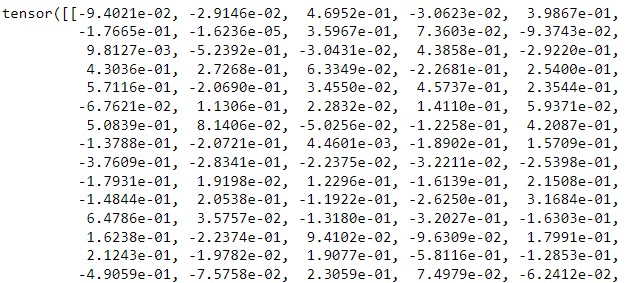 tensor([[-9.4021e-02, -2.9146e-02,  4.6952e-01, -3.0623e-02,  3.9867e-01,
         -1.7665e-01, -1.6236e-05,  3.5967e-01,  7.3603e-02, -9.3743e-02,
          9.8127e-03, -5.2392e-01, -3.0431e-02,  4.3858e-01, -2.9220e-01,
          4.3036e-01,  2.7268e-01,  6.3349e-02, -2.2681e-01,  2.5400e-01,
          5.7116e-01, -2.0690e-01,  3.4550e-02,  4.5737e-01,  2.3544e-01,
         -6.7621e-02,  1.1306e-01,  2.2832e-02,  1.4110e-01,  5.9371e-02,
          5.0839e-01,  8.1406e-02, -5.0256e-02, -1.2258e-01,  4.2087e-01,
         -1.3788e-01, -2.0721e-01,  4.4601e-03, -1.8902e-01,  1.5709e-01,
         -3.7609e-01, -2.8341e-01, -2.2375e-02, -3.2211e-02, -2.5398e-01,
         -1.7931e-01,  1.9198e-02,  1.2296e-01, -1.6139e-01,  2.1508e-01,
         -1.4844e-01,  2.0538e-01, -1.1922e-01, -2.6250e-01,  3.1684e-01,
          6.4786e-01,  3.5757e-02, -1.3180e-01, -3.2027e-01, -1.6303e-01,
          1.6238e-01, -2.2374e-01,  9.4102e-02, -9.6309e-02,  1.7991e-01,
          2.1243e-01, -1.9782e-02,  1.9077e-01, -5.8116e-01, -1.2853e-01,
         -4.9059e-01, -7.5758e-02,  2.3059e-01,  7.4979e-02, -6.2412e-02,